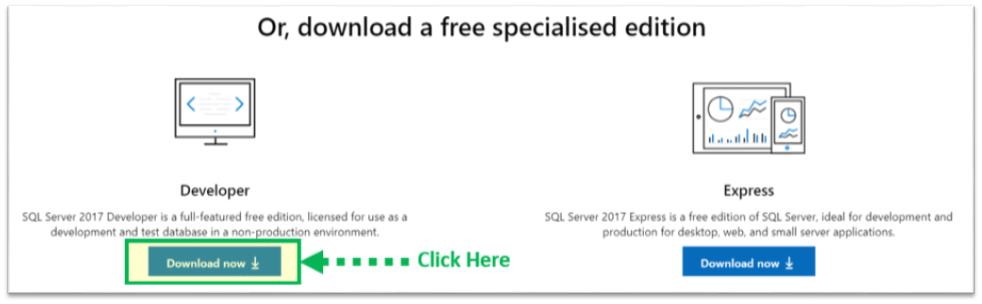 Or, download a free specialised edition
Developer
SQL Server 2017 Developer is a full-featured free edition, licensed for use as a
development and test database in a non-production environment.
Download now
Click Here
Express
SQL Server 2017 Express is a free edition of SQL Server, ideal for development and
production for desktop, web, and small server applications.
Download now